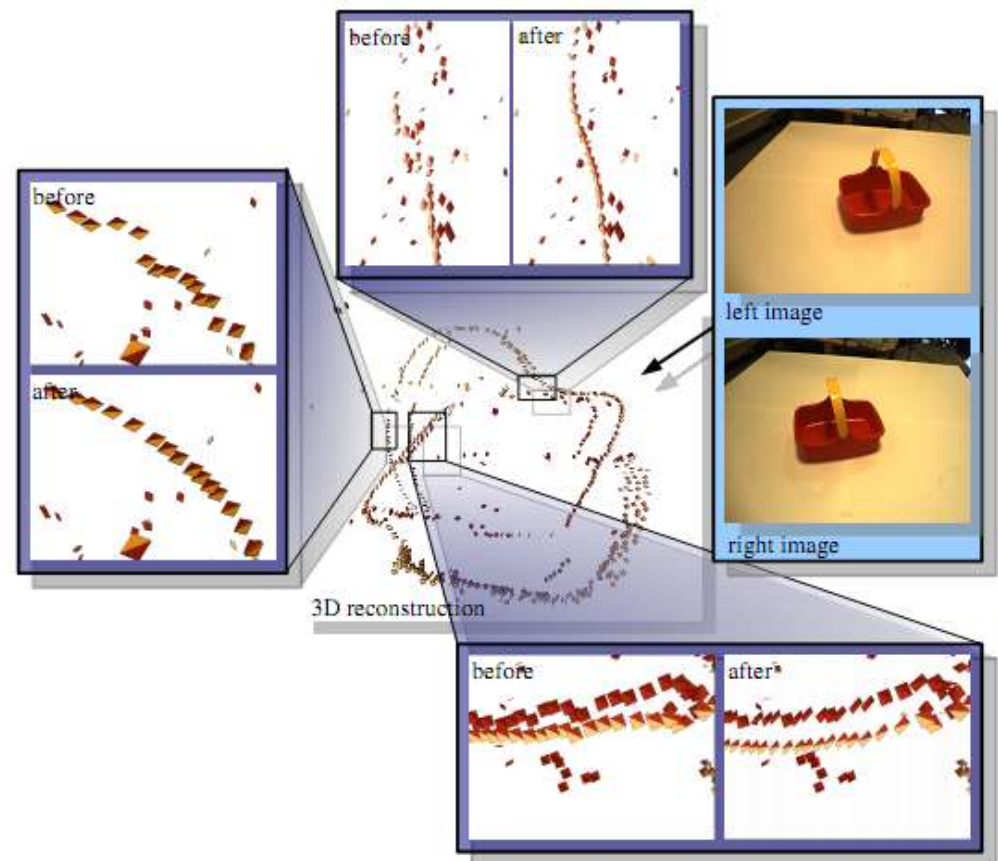 before
after
before
after
left image
right image
3D reconstruction
before
after